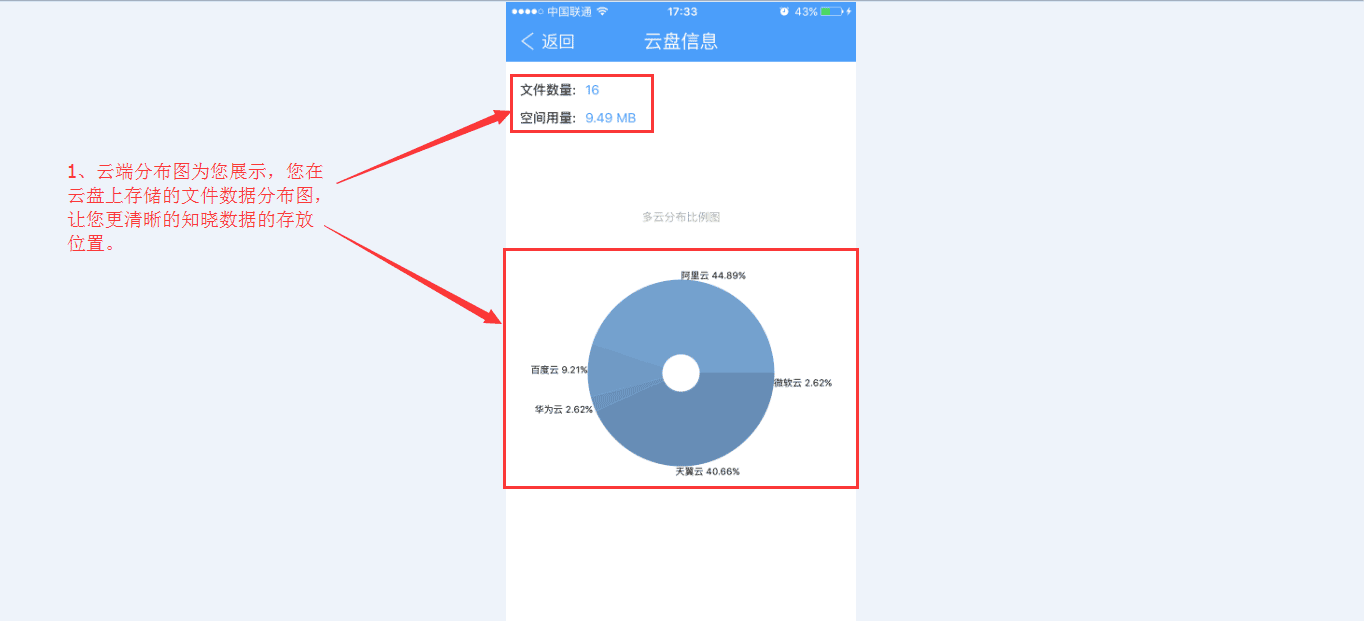 中国联通 17:33 43%
返回 云盘信息
文件数量: 16
空间用量: 9.49 MB
1、云端分布图为您展示，您在
云盘上存储的文件数据分布图，
让您更清晰的知晓数据的存放
位置。
多云分布比例图
阿里云 44.89%
百度云 9.21%
微软云 2.62%
华为云 2.62%
天翼云 40.66%